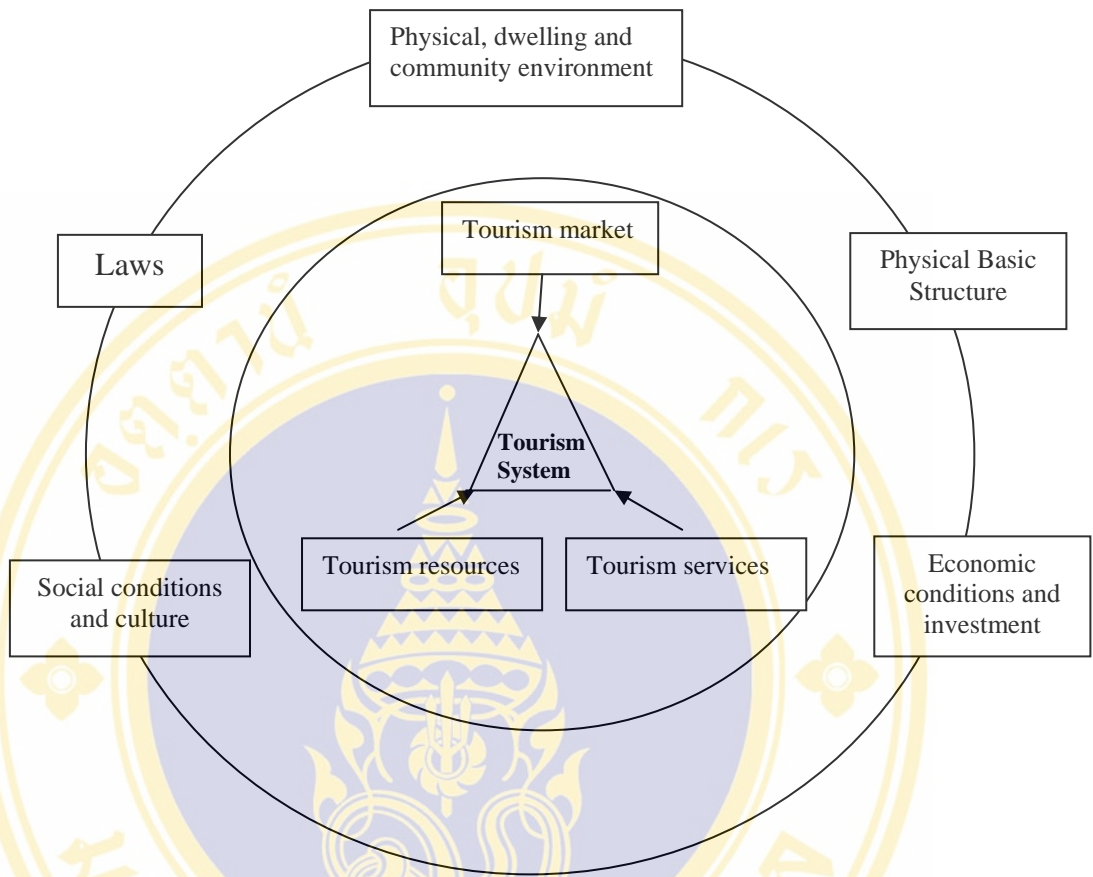 Physical, dwelling and
community environment
Tourism market
Laws
Physical Basic
Structure
Tourism
System
Tourism resources
Tourism services
Social conditions
and culture
Economic
conditions and
investment